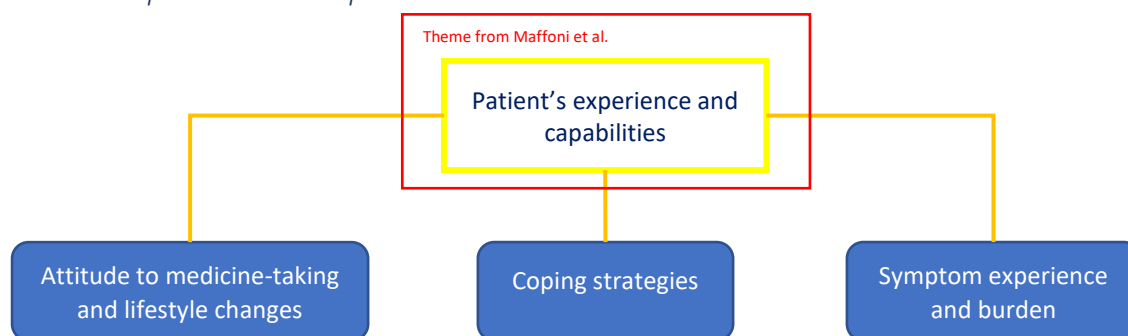 Theme from Maffoni et al.
Patient’s experience and
capabilities
Attitude to medicine-taking
and lifestyle changes
Coping strategies
Symptom experience
and burden